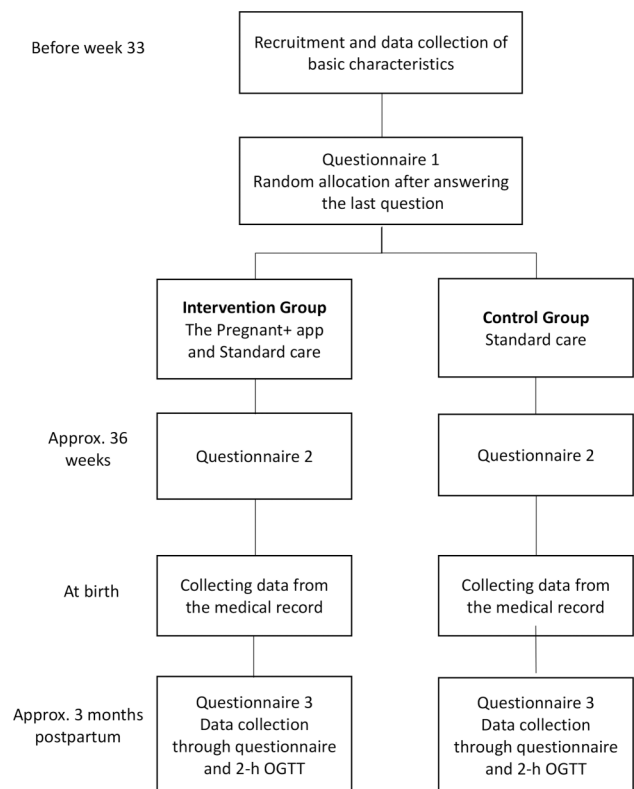 Before week 33
Recruitment and data collection of
basic characteristics
Questionnaire 1
Random allocation after answering
the last question
Intervention Group
The Pregnant+ app
and Standard care
Control Group
Standard care
Approx. 36
weeks
Questionnaire 2
Questionnaire 2
At birth
Collecting data from
the medical record
Collecting data from
the medical record
Approx. 3 months
postpartum
Questionnaire 3
Data collection
through questionnaire
and 2-h OGTT
Questionnaire 3
Data collection
through questionnaire
and 2-h OGTT